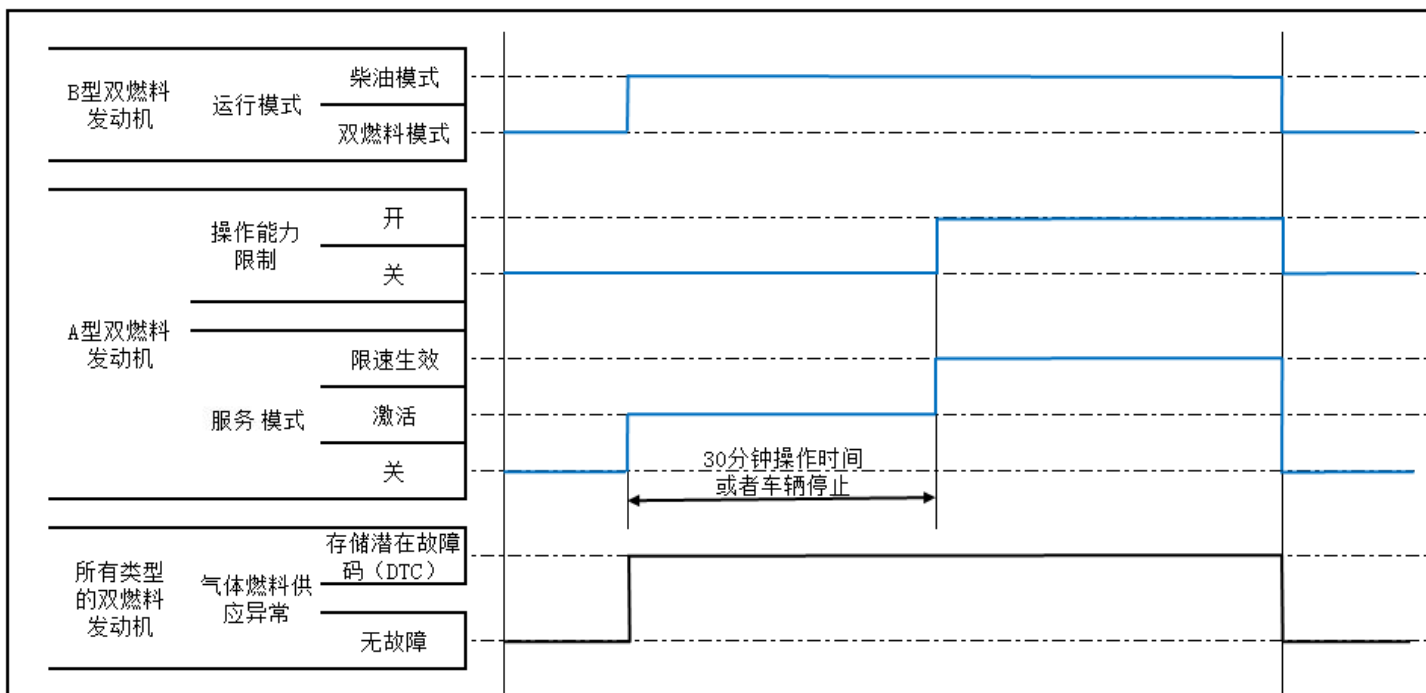 B型双燃料
发动机
运行模式
柴油模式
双燃料模式
A型双燃料
发动机
操作能力
限制
开
关
服务 模式
限速生效
激活
关
30分钟操作时间
或者车辆停止
所有类型
的双燃料
发动机
气体燃料供
应异常
存储潜在故障
码（DTC）
无故障